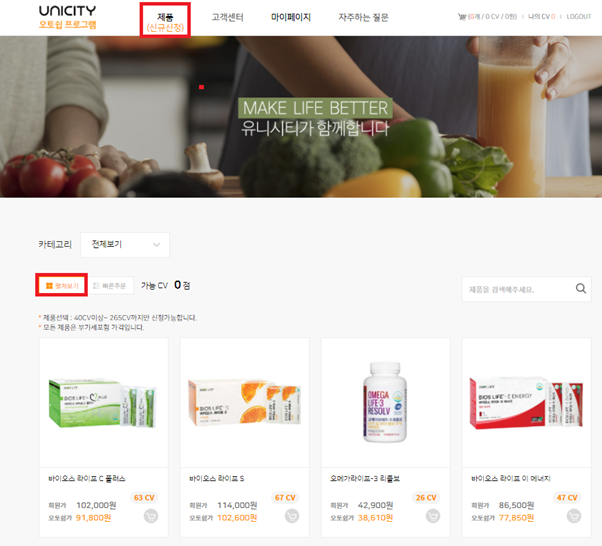 UNICITY
오토쉽 프로그램
제품
(신규신청)
고객센터
마이페이지
자주하는 질문
(0개 / 0 CV / 0원) | 나의 CV 0 | LOGOUT
MAKE LIFE BETTER
유니시티가 함께합니다
카테고리
전체보기
펼쳐보기
빠른주문
가능 CV 0 점
제품을 검색해주세요.
* 제품선택 : 40CV이상~ 265CV까지만 신청가능합니다.
* 모든 제품은 부가세포함 가격입니다.
BIOS LIFE C PLUS
BIOS LIFE S
OMEGA
LIFE-3
RESOLV
BIOS LIFE E ENERGY
바이오스 라이프 C 플러스
63 CV
회원가 102,000원
오토쉽가 91,800원
바이오스 라이프 S
67 CV
회원가 114,000원
오토쉽가 102,600원
오메가라이프-3 리졸브
26 CV
회원가 42,900원
오토쉽가 38,610원
바이오스 라이프 이 에너지
47 CV
회원가 86,500원
오토쉽가 77,850원